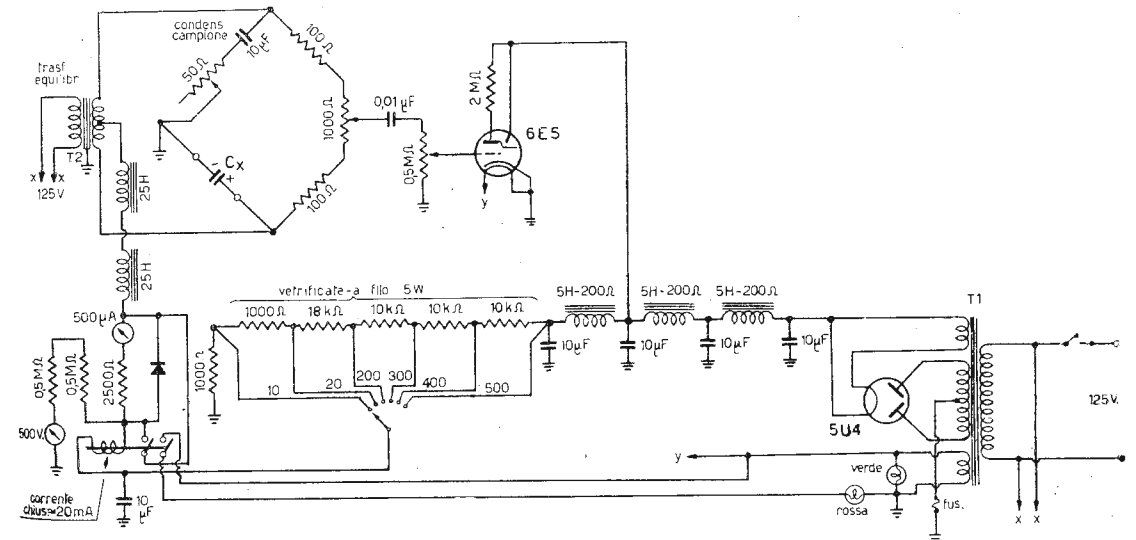 condens
campione
10µF
50Ω
100Ω
trasf
equilibr
T2
x x
125V
25H
- Cx
+
1000Ω
100Ω
0,01µF
0,5MΩ
2 MΩ
6E5
y
25H
vetrificate-a filo 5W
1000Ω
18kΩ
10kΩ
10kΩ
10kΩ
5H-200Ω
5H-200Ω
5H-200Ω
T1
10µF
10µF
10µF
10µF
500µA
0,5MΩ
0,5MΩ
2500Ω
1000Ω
10
20
200
300
400
500
500V.
5U4
125V.
y
verde
rossa
fus.
x x
corrente
chius=20mA
10
µF